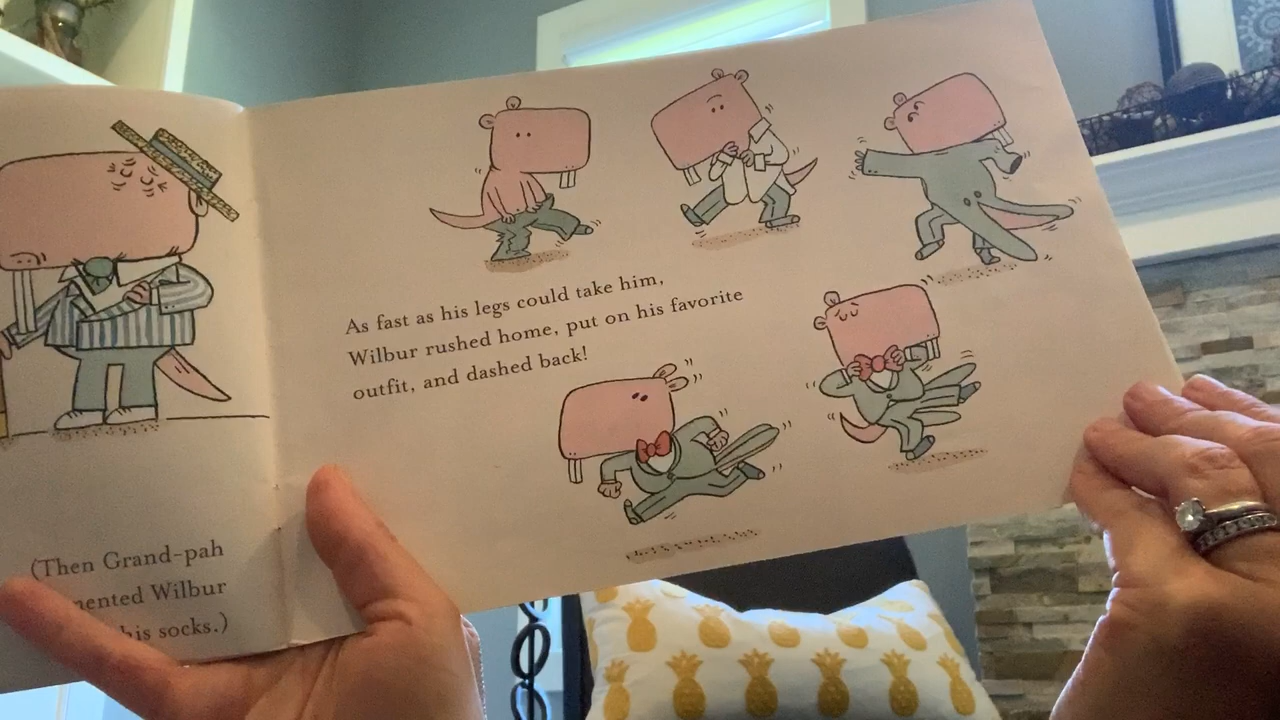 (Then Grand-pah
Wilbur
his socks.)
As fast as his legs could take him,
Wilbur rushed home, put on his favorite
outfit, and dashed back!